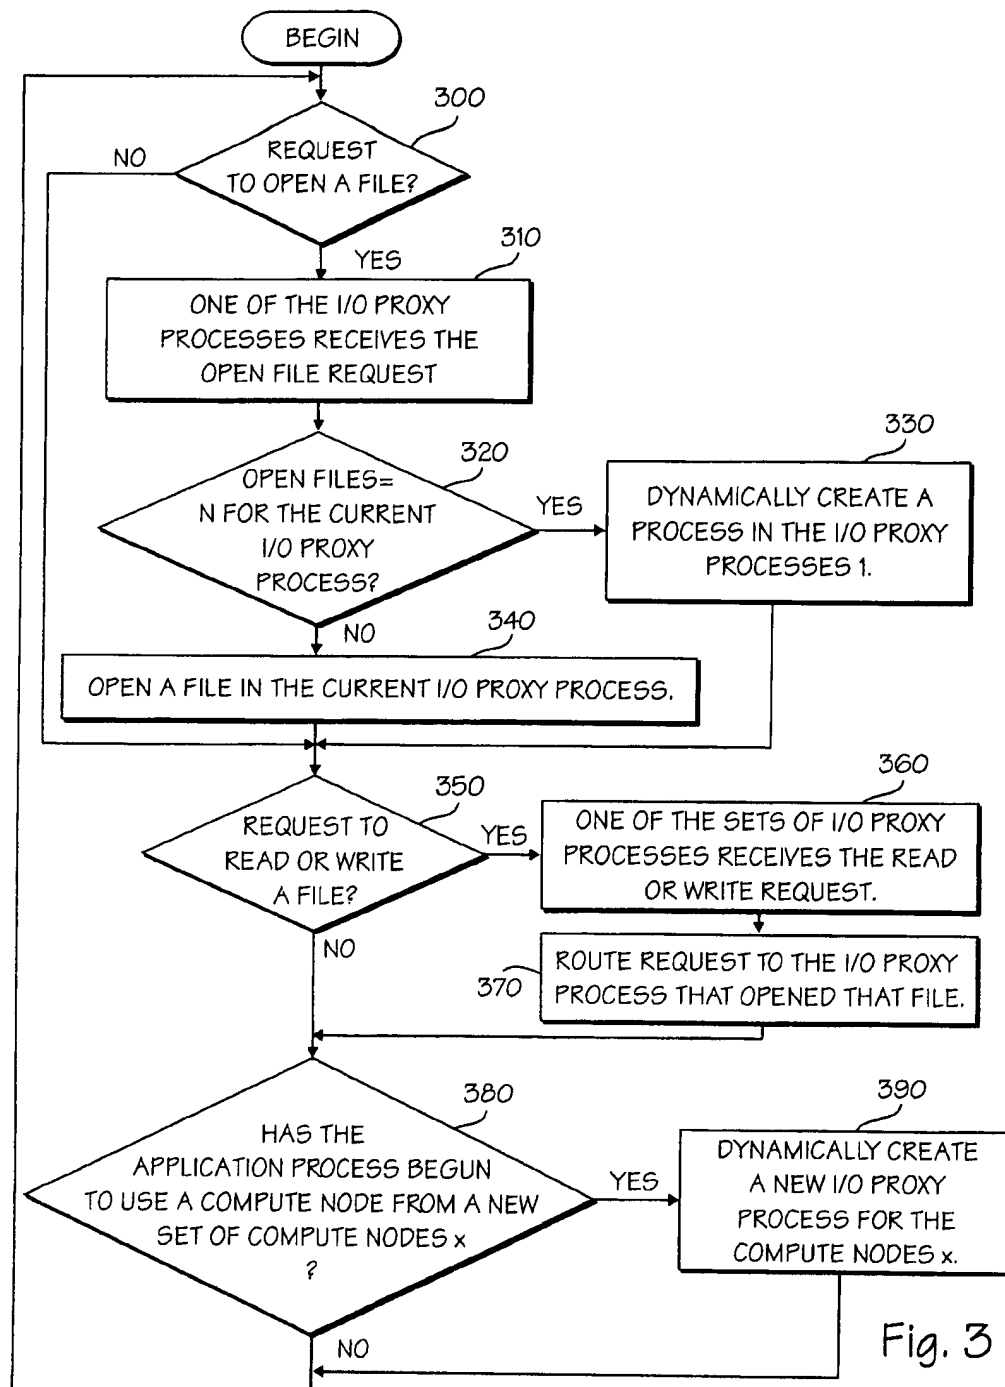 BEGIN
300
REQUEST
TO OPEN A FILE?
NO
YES
310
ONE OF THE I/O PROXY
PROCESSES RECEIVES THE
OPEN FILE REQUEST
320
OPEN FILES=
N FOR THE CURRENT
I/O PROXY
PROCESS?
YES
330
DYNAMICALLY CREATE A
PROCESS IN THE I/O PROXY
PROCESSES 1.
NO
340
OPEN A FILE IN THE CURRENT I/O PROXY PROCESS.
350
REQUEST TO
READ OR WRITE
A FILE?
YES
360
ONE OF THE SETS OF I/O PROXY
PROCESSES RECEIVES THE READ
OR WRITE REQUEST.
NO
370
ROUTE REQUEST TO THE I/O PROXY
PROCESS THAT OPENED THAT FILE.
380
HAS THE
APPLICATION PROCESS BEGUN
TO USE A COMPUTE NODE FROM A NEW
SET OF COMPUTE NODES x
?
YES
390
DYNAMICALLY CREATE
A NEW I/O PROXY
PROCESS FOR THE
COMPUTE NODES x.
NO
Fig. 3